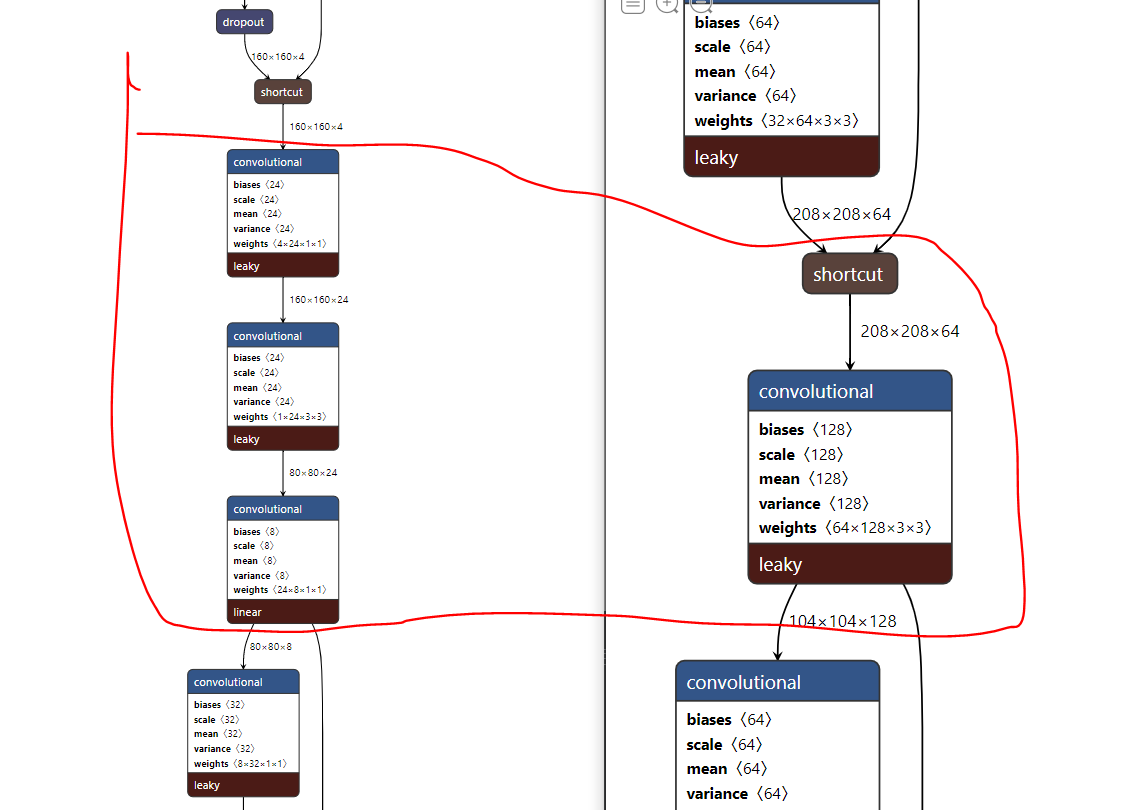 dropout
160×160×4
shortcut
160×160×4
convolutional
biases 〈24〉
scale 〈24〉
mean 〈24〉
variance 〈24〉
weights 〈4×24×1×1〉
leaky
160×160×24
convolutional
biases 〈24〉
scale 〈24〉
mean 〈24〉
variance 〈24〉
weights 〈1×24×3×3〉
leaky
80×80×24
convolutional
biases 〈8〉
scale 〈8〉
mean 〈8〉
variance 〈8〉
weights 〈24×8×1×1〉
linear
80×80×8
convolutional
biases 〈32〉
scale 〈32〉
mean 〈32〉
variance 〈32〉
weights 〈8×32×1×1〉
leaky
biases 〈64〉
scale 〈64〉
mean 〈64〉
variance 〈64〉
weights 〈32×64×3×3〉
leaky
208×208×64
shortcut
208×208×64
convolutional
biases 〈128〉
scale 〈128〉
mean 〈128〉
variance 〈128〉
weights 〈64×128×3×3〉
leaky
104×104×128
convolutional
biases 〈64〉
scale 〈64〉
mean 〈64〉
variance 〈64〉